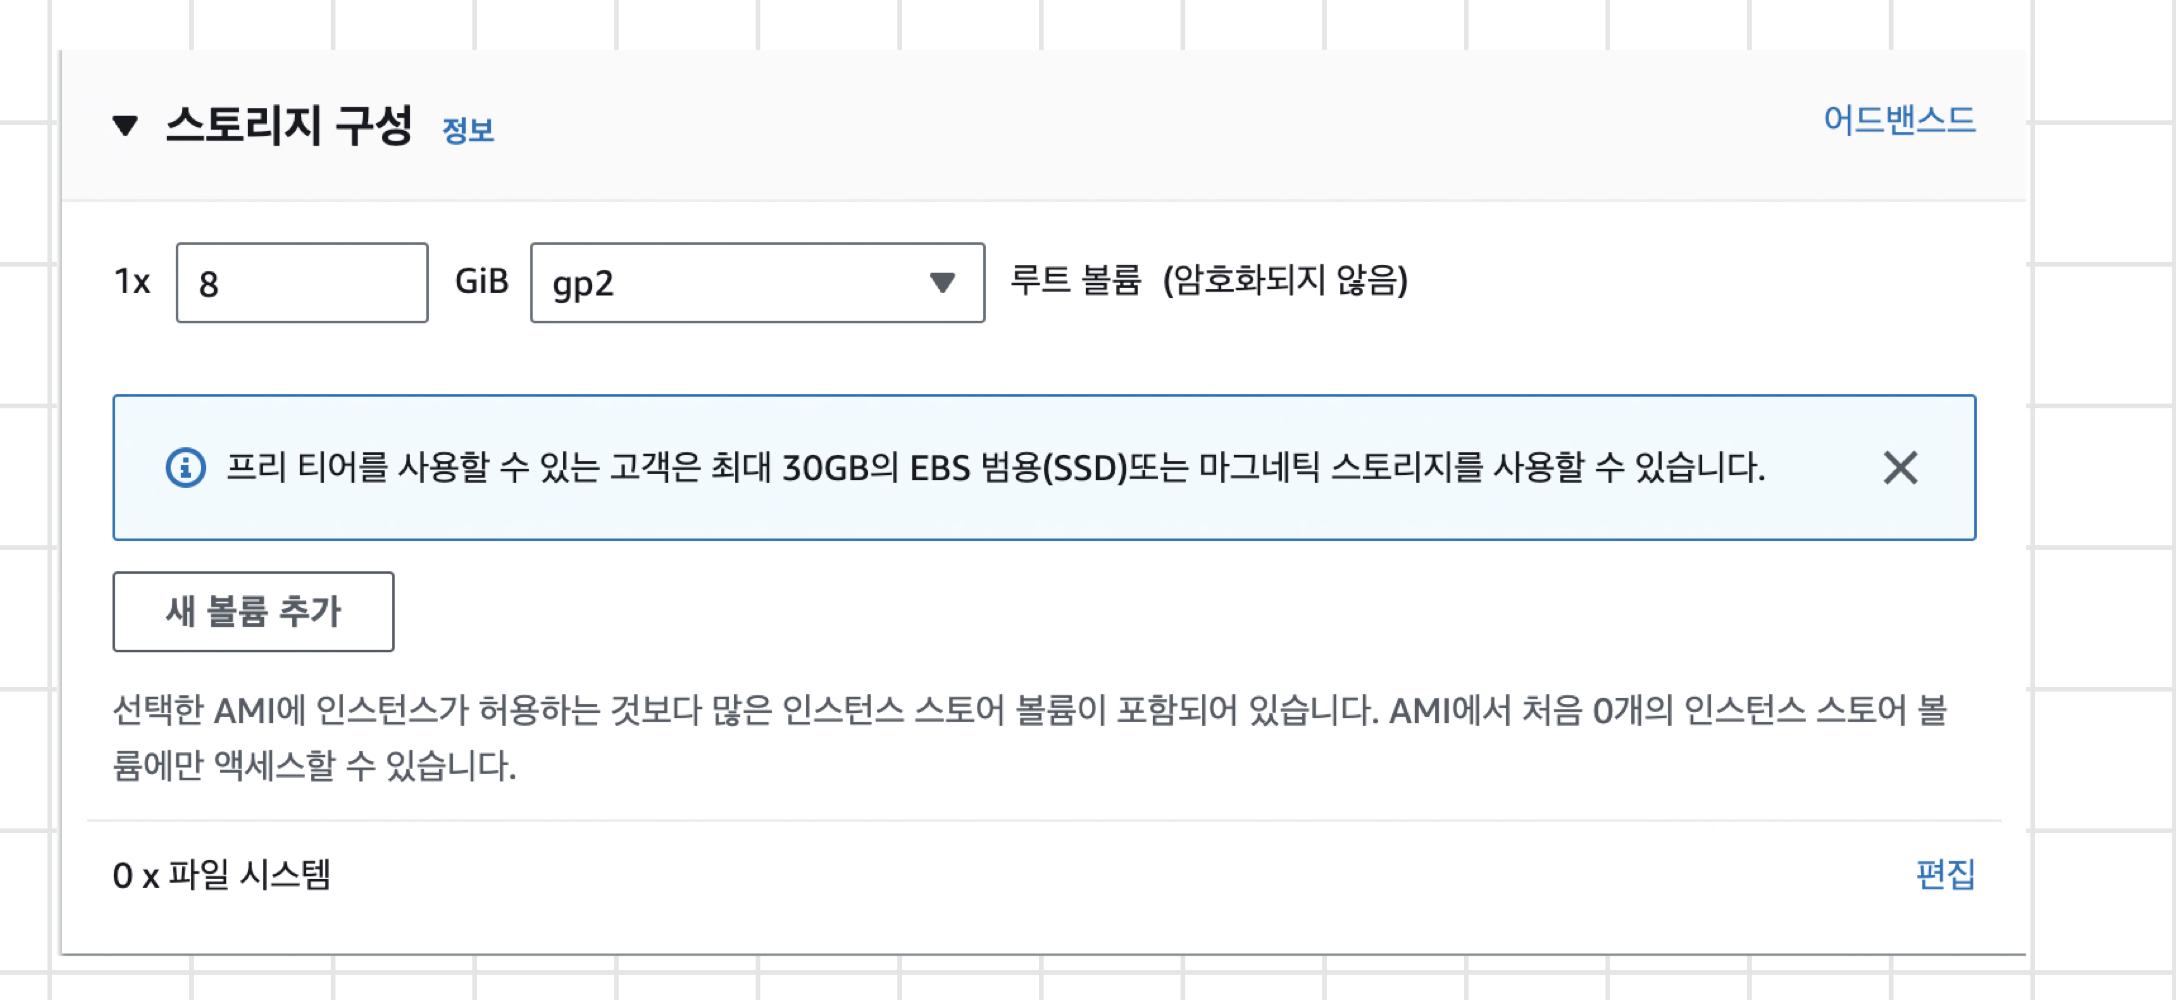 ▼ 스토리지 구성 정보 어드밴스드
1x 8 GiB gp2 루트 볼륨 (암호화되지 않음)
프리 티어를 사용할 수 있는 고객은 최대 30GB의 EBS 범용(SSD)또는 마그네틱 스토리지를 사용할 수 있습니다.
새 볼륨 추가
선택한 AMI에 인스턴스가 허용하는 것보다 많은 인스턴스 스토어 볼륨이 포함되어 있습니다. AMI에서 처음 0개의 인스턴스 스토어 볼
륨에만 액세스할 수 있습니다.
0 x 파일 시스템 편집